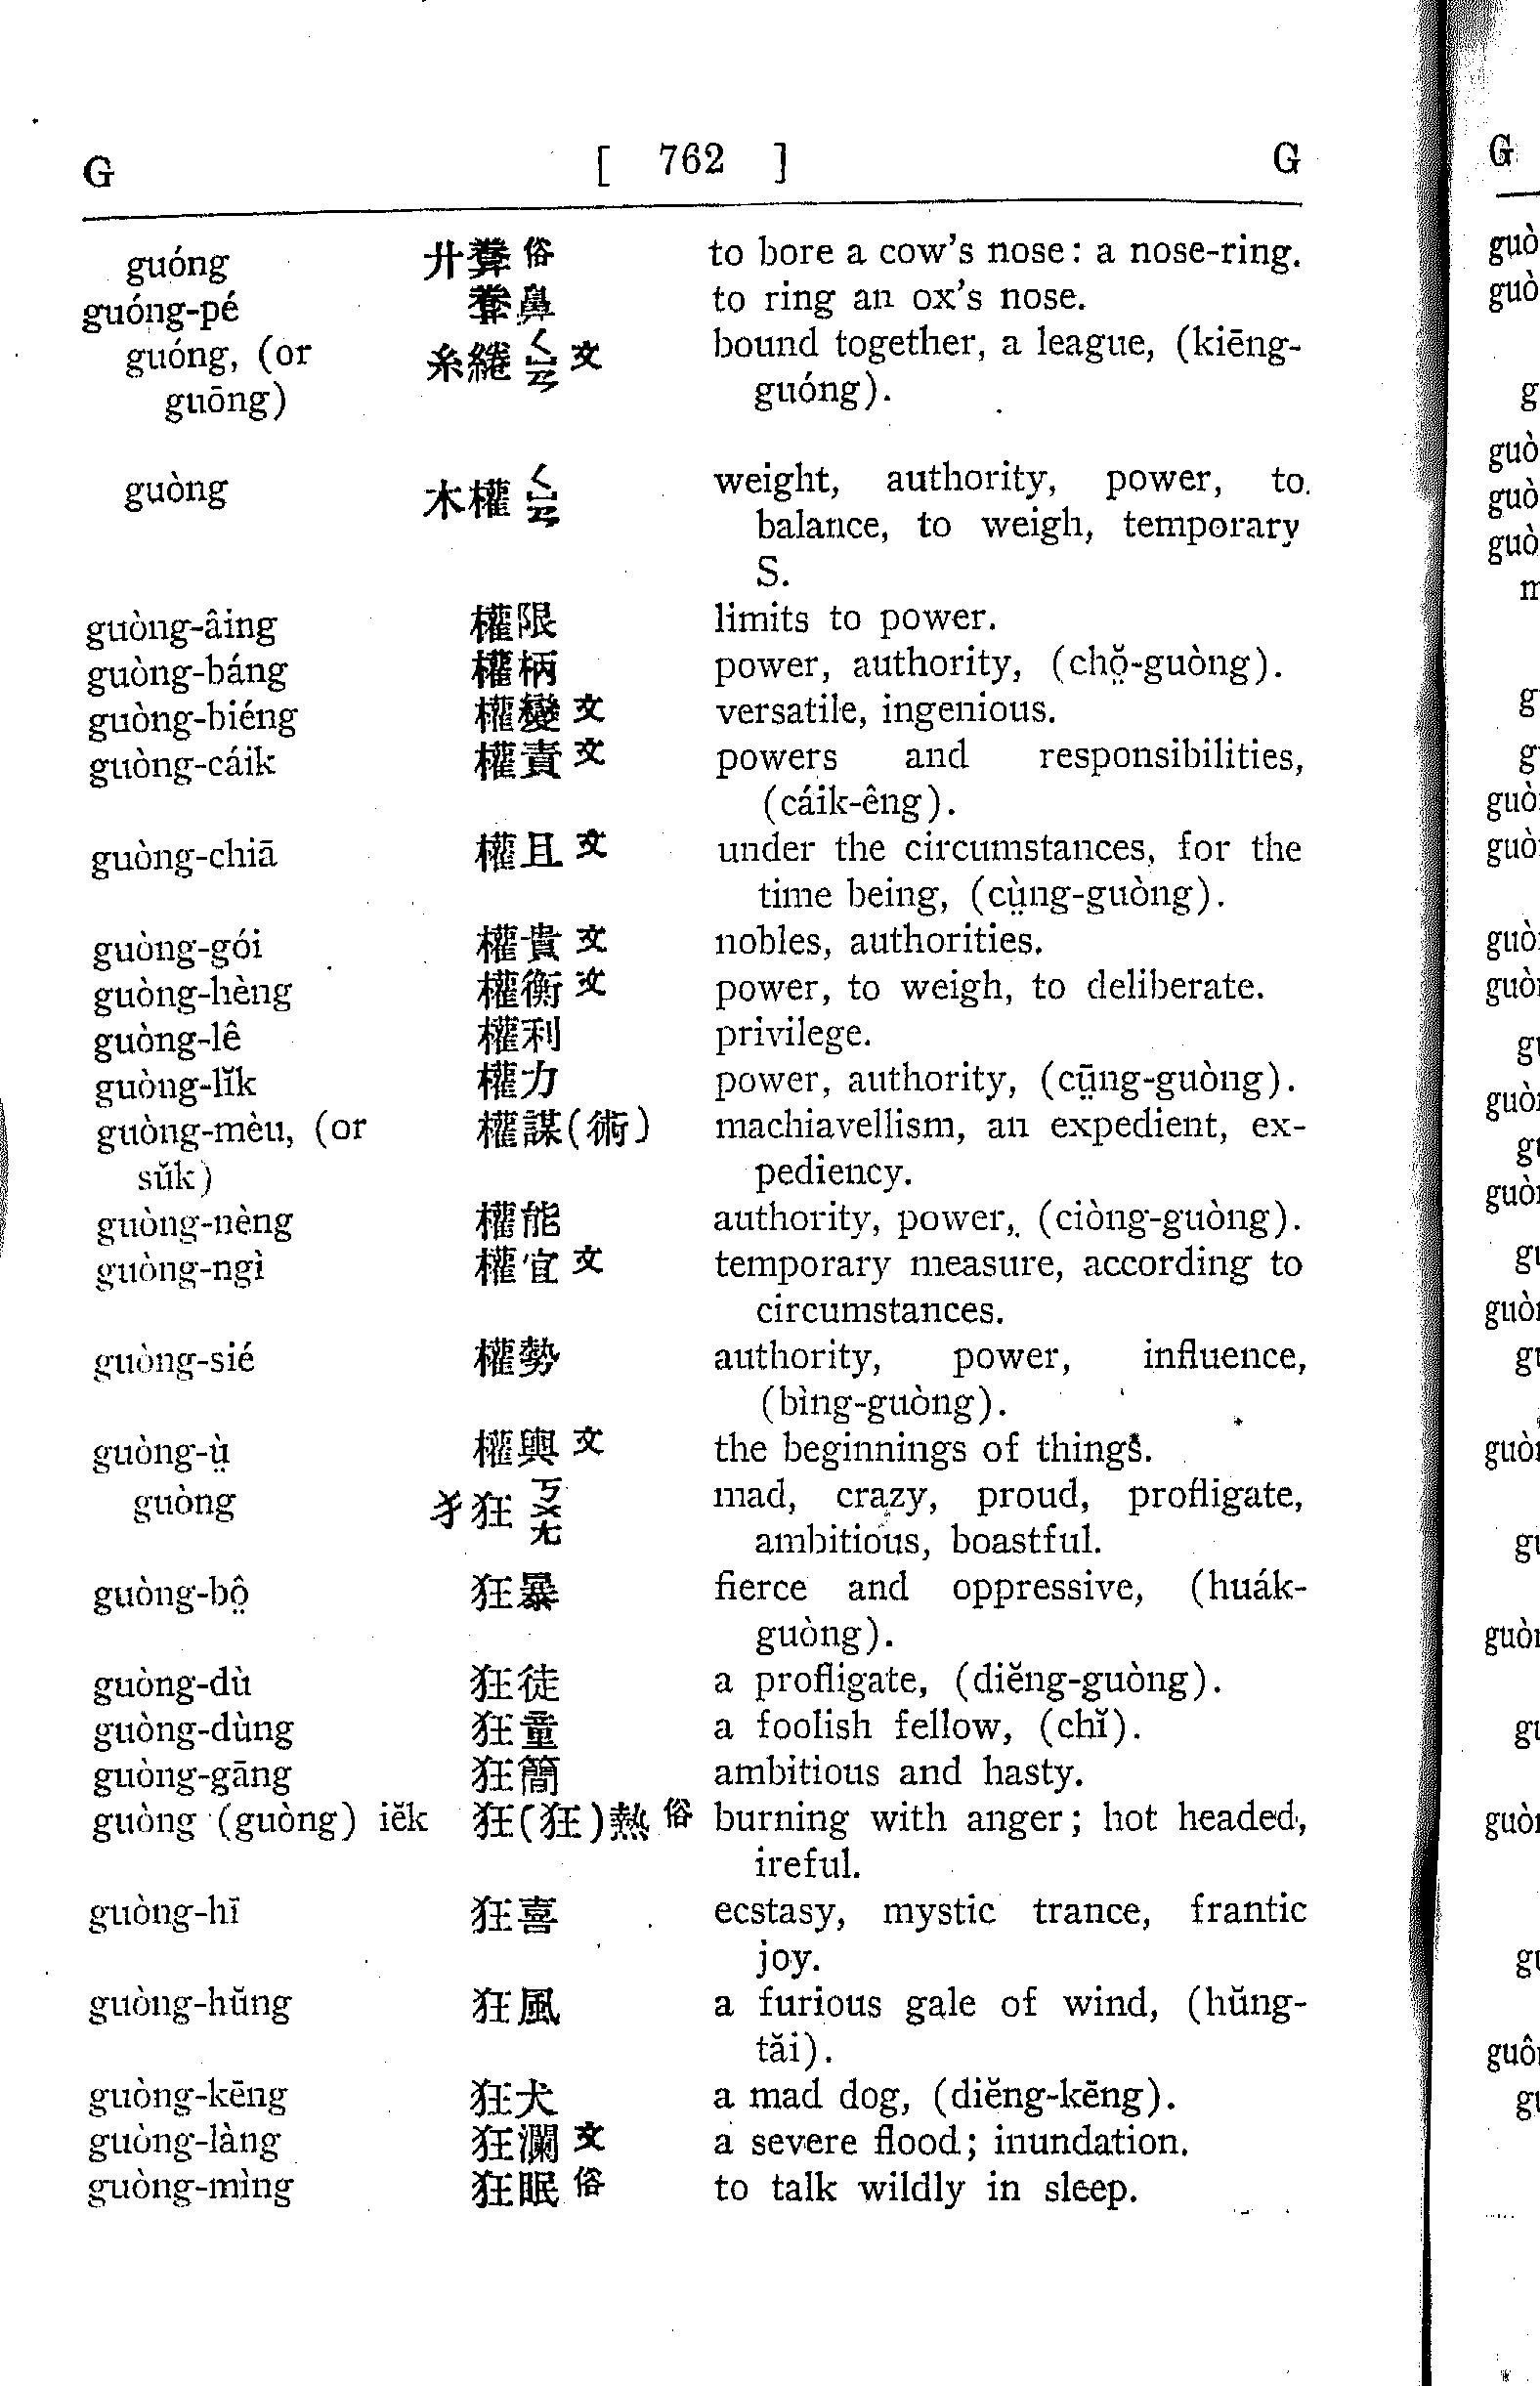 G [ 762 ] G
guóng 廾 俗 to bore a cow's nose: a nose-ring.
guóng-pé 鼻 to ring an ox's nose.
guóng, (or 糸綣 ㄑㄩㄢ 文 bound together, a league, (kiēng-
guōng) guóng).
guòng 木權 ㄑㄩㄢ weight, authority, power, to
balance, to weigh, temporary
S.
guòng-âing 權限 limits to power.
guòng-báng 權柄 power, authority, (chṳ̆-guòng).
guòng-biéng 權變 文 versatile, ingenious.
guòng-cáik 權責 文 powers and responsibilities,
(cáik-êng).
guòng-chiā 權且 文 under the circumstances, for the
time being, (cṳ̀ng-guòng).
guòng-gói 權貴 文 nobles, authorities.
guòng-hèng 權衡 文 power, to weigh, to deliberate.
guòng-lê 權利 privilege.
guòng-lĭk 權力 power, authority, (cṳ̄ng-guòng).
guòng-mèu, (or 權謀(術) machiavellism, an expedient, ex-
sŭk) pediency.
guòng-nèng 權能 authority, power, (ciòng-guòng).
guòng-ngì 權宜 文 temporary measure, according to
circumstances.
guòng-sié 權勢 authority, power, influence,
(bìng-guòng).
guòng-ṳ̀ 權輿 文 the beginnings of things.
guòng 犭狂 ㄎㄨㄤ mad, crazy, proud, profligate,
ambitious, boastful.
guòng-bô̤ 狂暴 fierce and oppressive, (huák-
guòng).
guòng-dù 狂徒 a profligate, (diĕng-guòng).
guòng-dùng 狂童 a foolish fellow, (chĭ).
guòng-gāng 狂簡 ambitious and hasty.
guòng (guòng) iĕk 狂(狂)熱 俗 burning with anger; hot headed,
ireful.
guòng-hī 狂喜 ecstasy, mystic trance, frantic
joy.
guòng-hŭng 狂風 a furious gale of wind, (hŭng-
tăi).
guòng-kēng 狂犬 a mad dog, (diĕng-kēng).
guòng-làng 狂瀾 文 a severe flood; inundation.
guòng-mìng 狂眠 俗 to talk wildly in sleep.